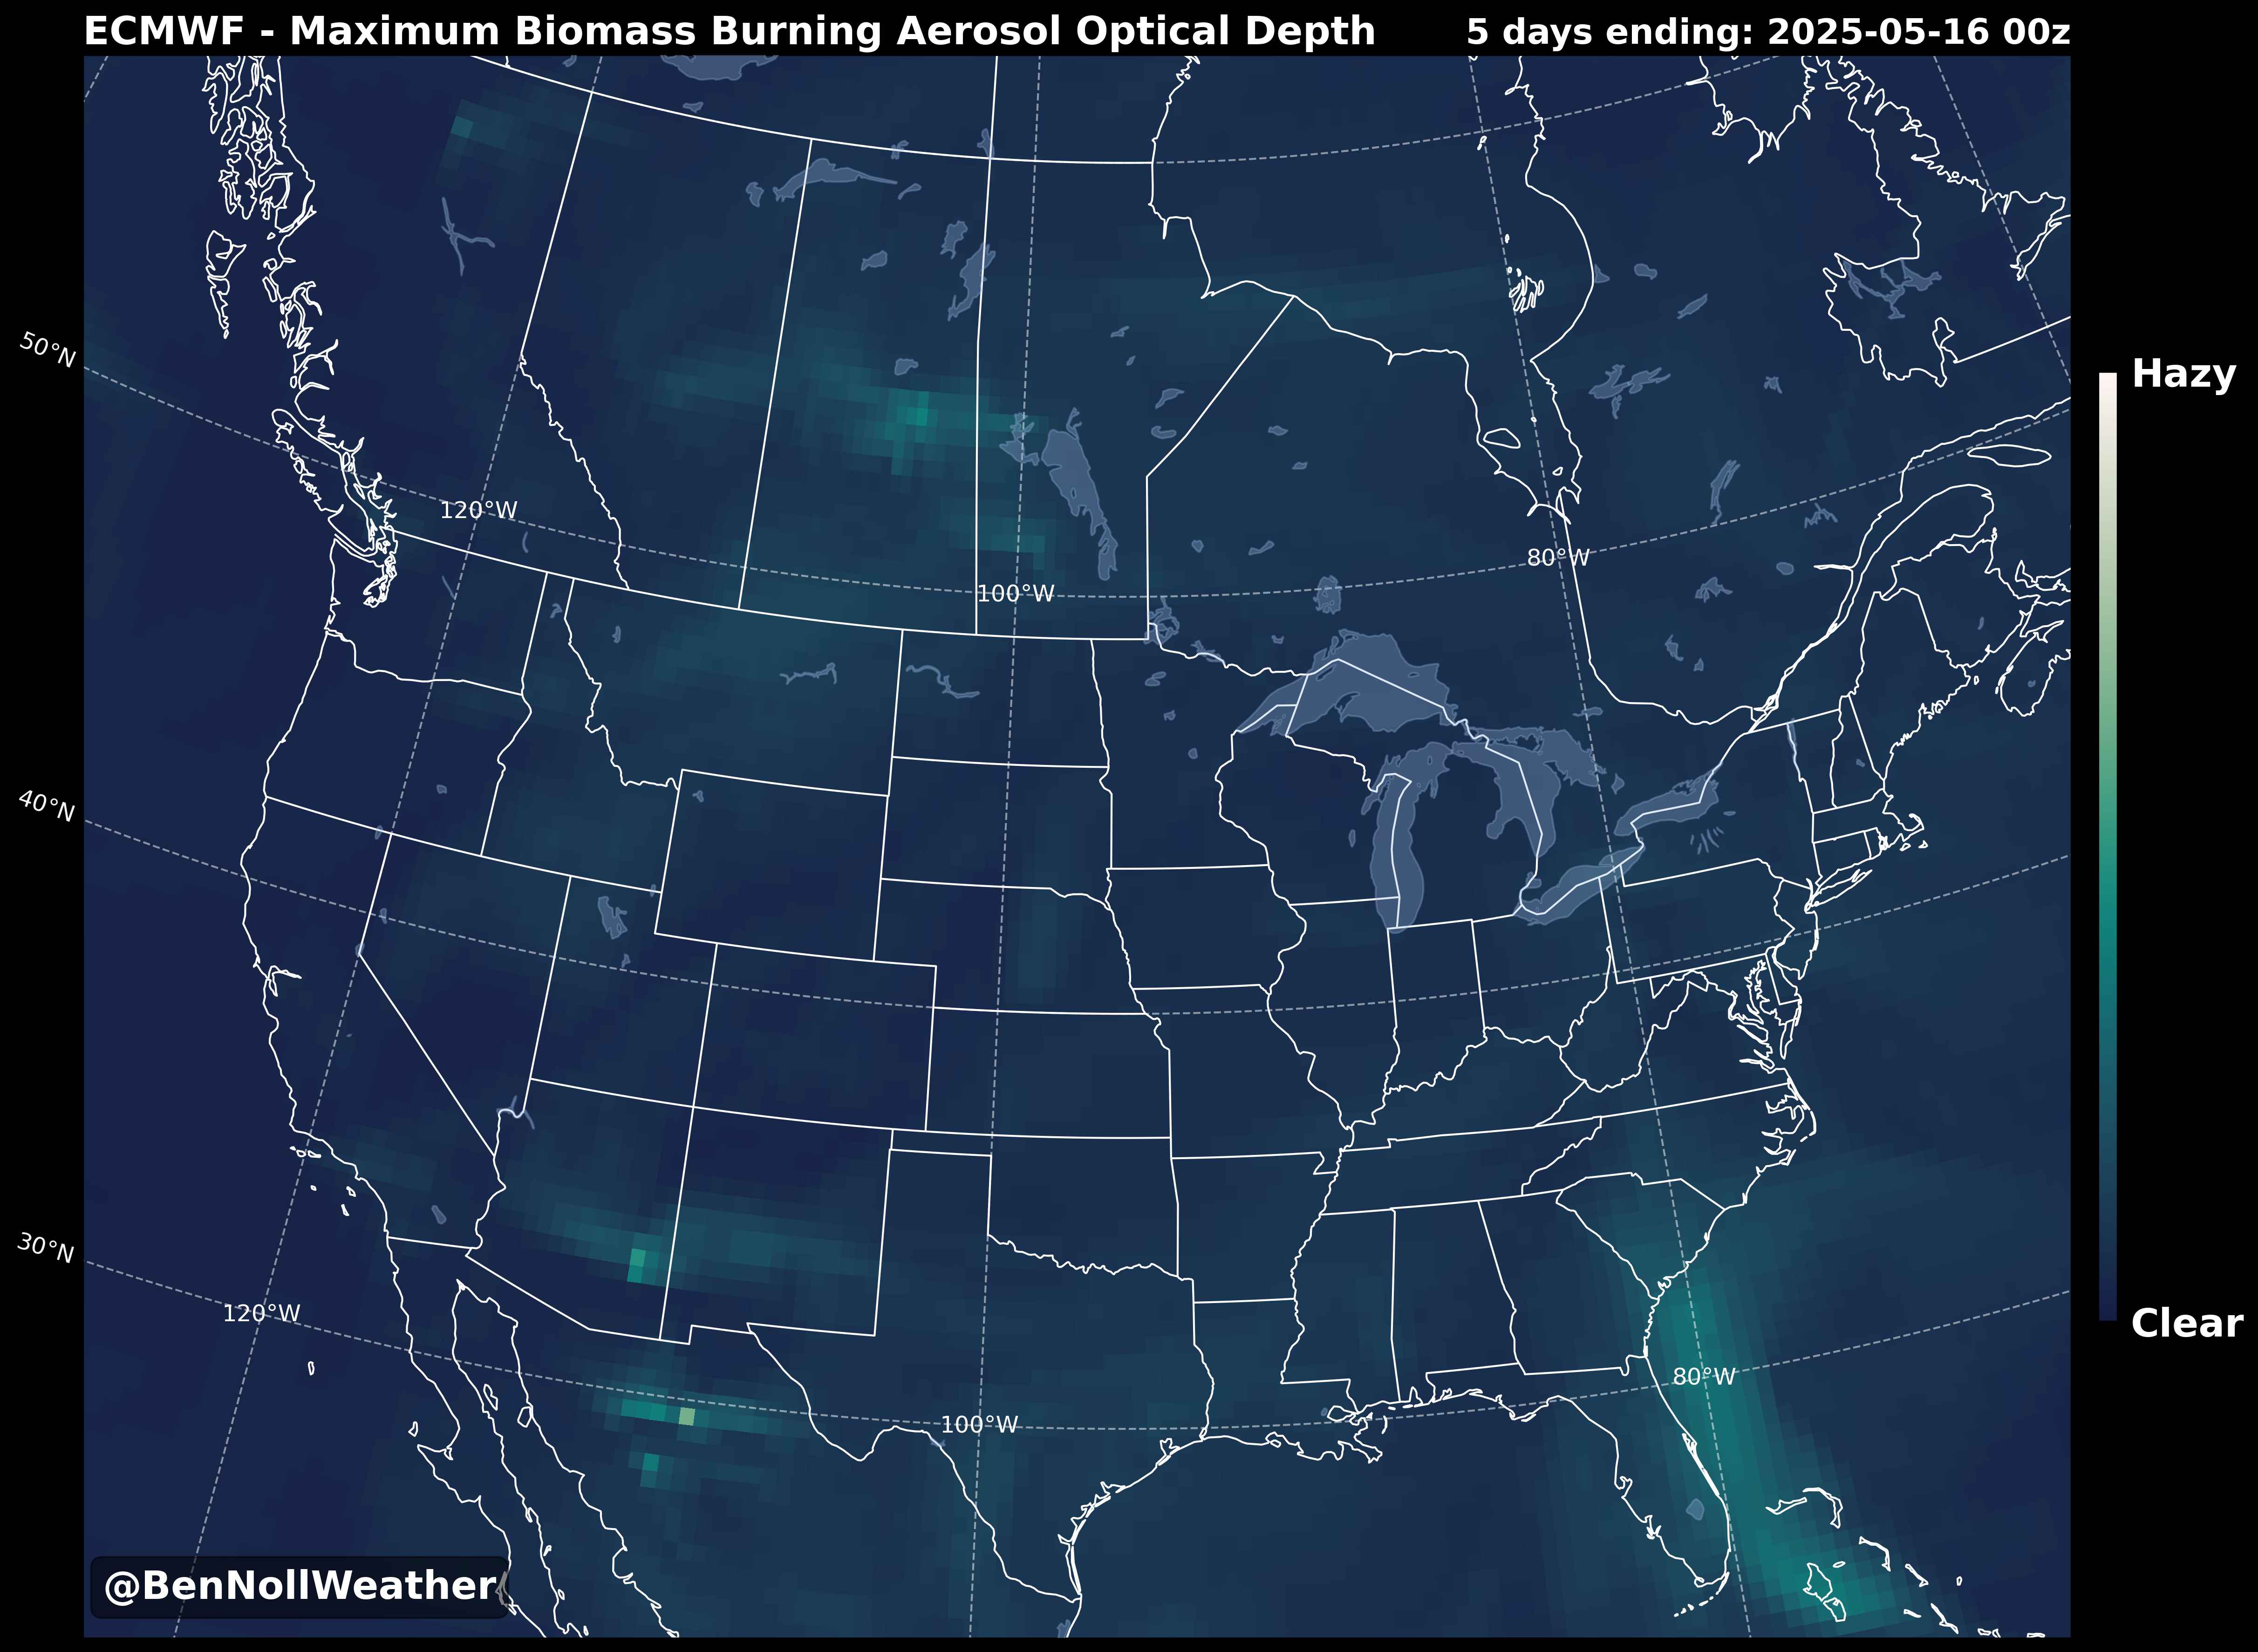 ECMWF - Maximum Biomass Burning Aerosol Optical Depth
5 days ending: 2025-05-16 00z
50°N
Hazy
120°W
80°W
100°W
40°N
30°N
120°W
Clear
80°W
100°W
@BenNollWeather